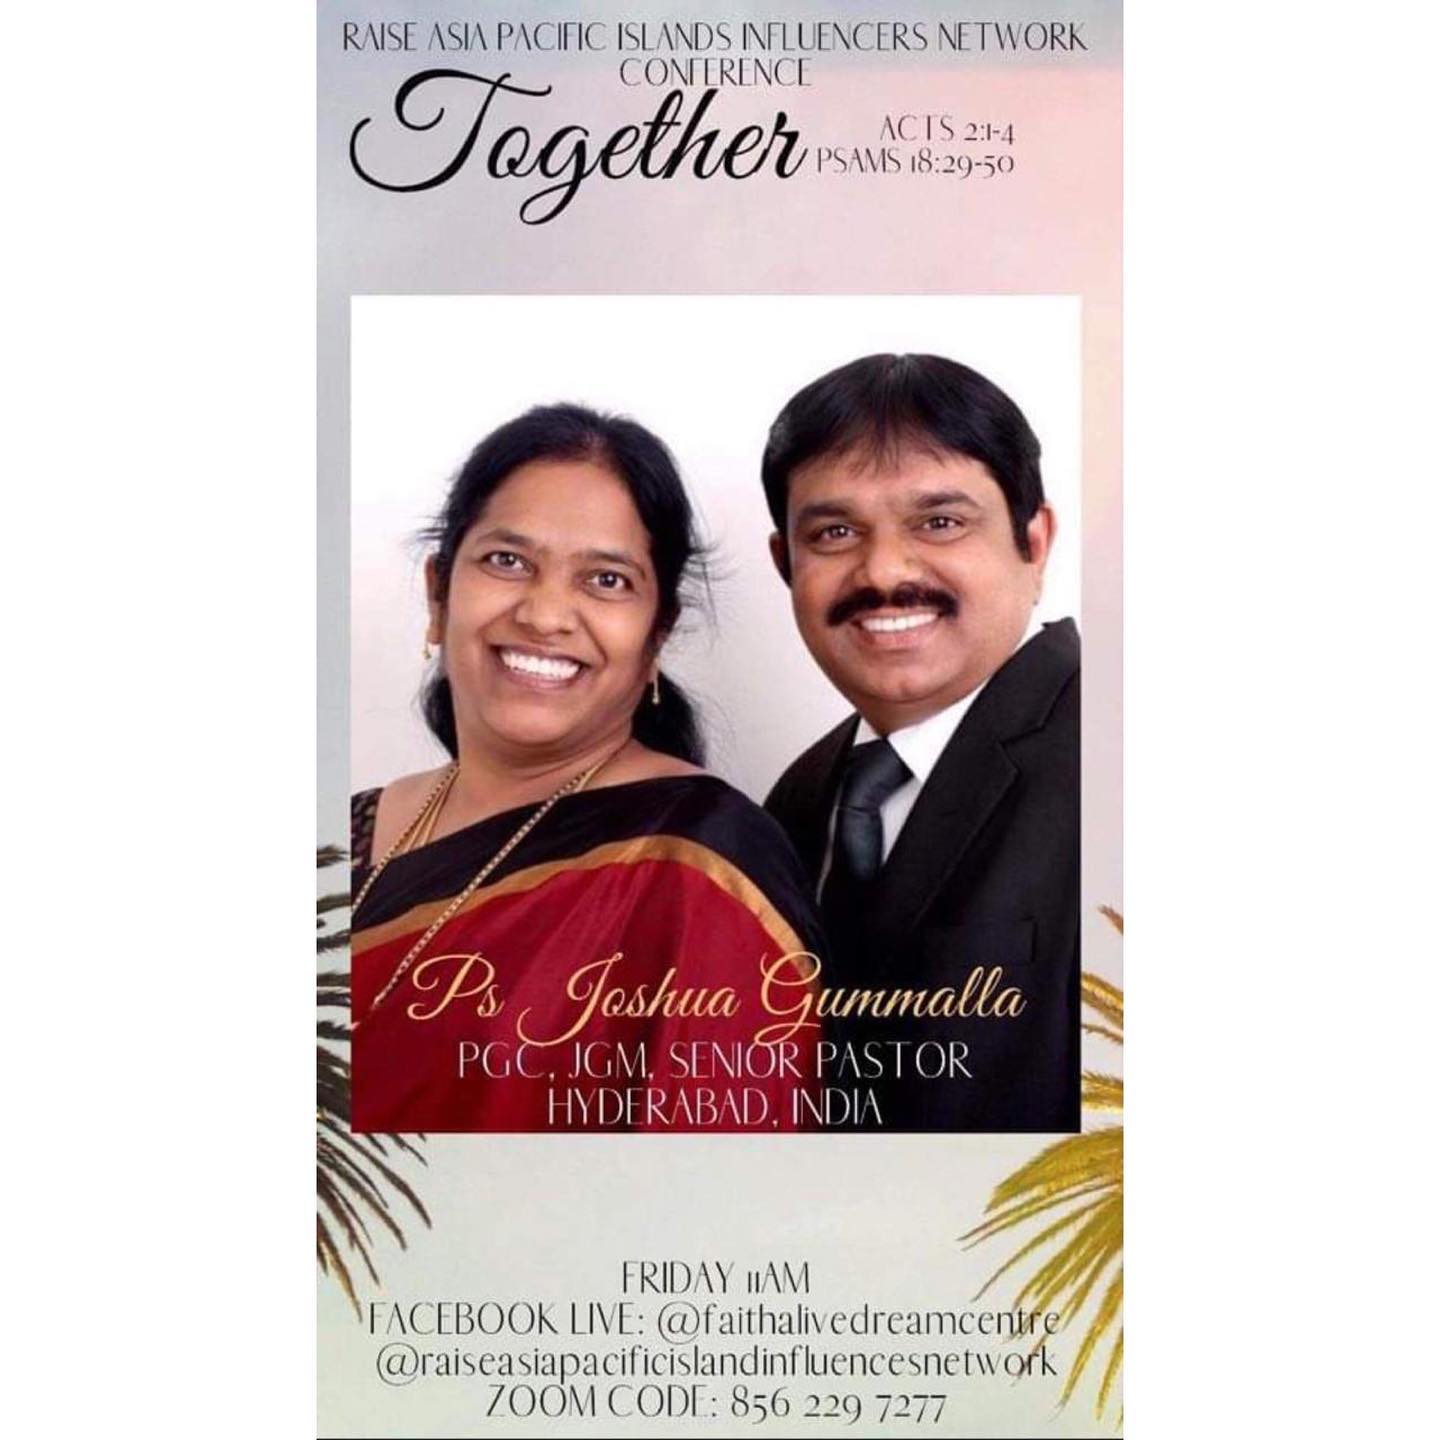 RAISE ASIA PACIFIC ISLANDS INFLUENCERS NETWORK
CONFERENCE
Together
ACTS 2:1-4
PSAMS 18:29-50
Ps Joshua Gummalla
PGC, JGM, SENIOR PASTOR
HYDERABAD, INDIA
FRIDAY 11AM
FACEBOOK LIVE: @faithalivedreamcentre
@raiseasiapacificislandinfluencesnetwork
ZOOM CODE: 856 229 7277